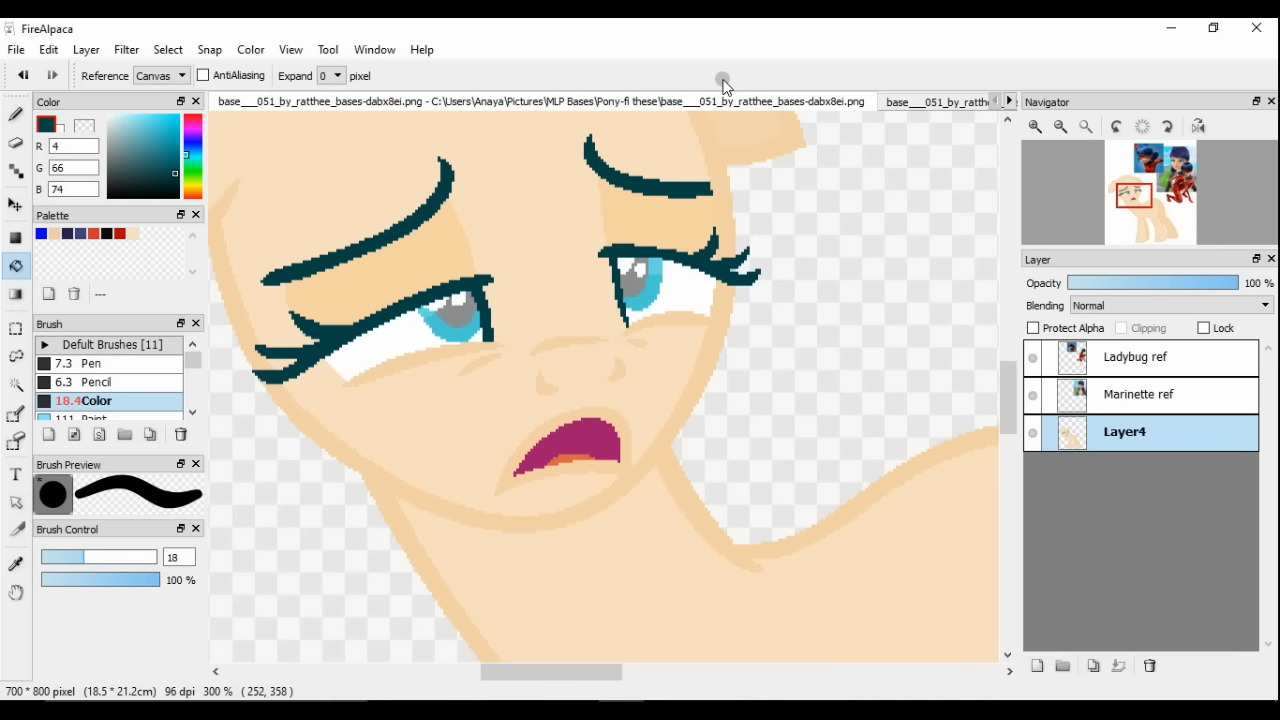 FireAlpaca
File Edit Layer Filter Select Snap Color View Tool Window Help
Reference Canvas AntiAliasing Expand 0 pixel
Color
base___051_by_ratthee_bases-dabx8ei.png - C:\Users\Anaya\Pictures\MLP Bases\Pony-fi these\base___051_by_ratthee_bases-dabx8ei.png
base___051_by_ratthe
Navigator
R 4
G 66
B 74
Palette
---
Brush
Defult Brushes [11]
7.3 Pen
6.3 Pencil
18.4 Color
111 Paint
Brush Preview
Brush Control
18
100 %
Layer
Opacity 100 %
Blending Normal
Protect Alpha Clipping Lock
Ladybug ref
Marinette ref
Layer4
T
700 * 800 pixel (18.5 * 21.2cm) 96 dpi 300 % ( 252, 358 )